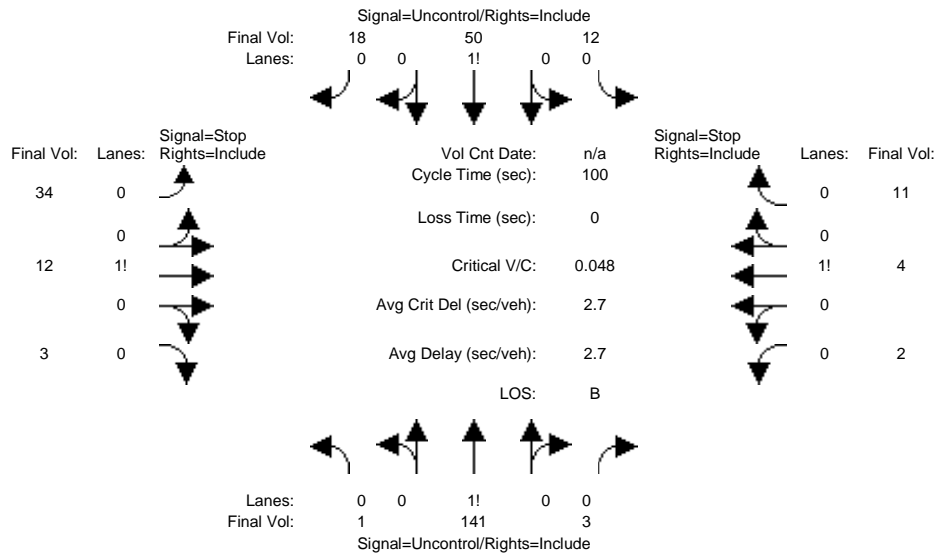 Signal=Uncontrol/Rights=Include
Final Vol: 18 50 12
Lanes: 0 0 1! 0 0
Signal=Stop
Final Vol: Lanes: Rights=Include
34 0
0
12 1!
0
3 0
Vol Cnt Date: n/a
Cycle Time (sec): 100
Loss Time (sec): 0
Critical V/C: 0.048
Avg Crit Del (sec/veh): 2.7
Avg Delay (sec/veh): 2.7
LOS: B
Signal=Stop
Rights=Include Lanes: Final Vol:
0 11
0
1! 4
0
0 2
Lanes: 0 0 1! 0 0
Final Vol: 1 141 3
Signal=Uncontrol/Rights=Include